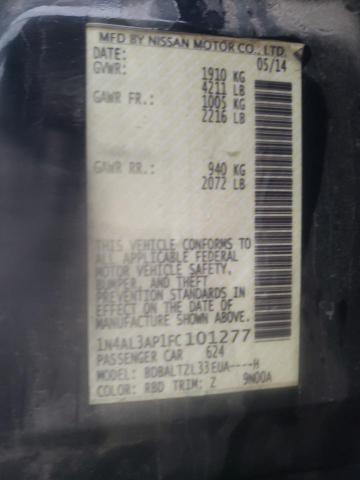 MFD BY NISSAN MOTOR CO., LTD.
DATE: 05/14
GVWR: 1910 KG
4211 LB
GAWR FR.: 1005 KG
2216 LB
GAWR RR.: 940 KG
2072 LB
THIS VEHICLE CONFORMS TO
ALL APPLICABLE FEDERAL
MOTOR VEHICLE SAFETY,
BUMPER, AND THEFT
PREVENTION STANDARDS IN
EFFECT ON THE DATE OF
MANUFACTURE SHOWN ABOVE.
1N4AL3AP1FC101277
PASSENGER CAR 624
MODEL: BDBALTZL33EUA----H
COLOR: RBD TRIM: Z 9N00A